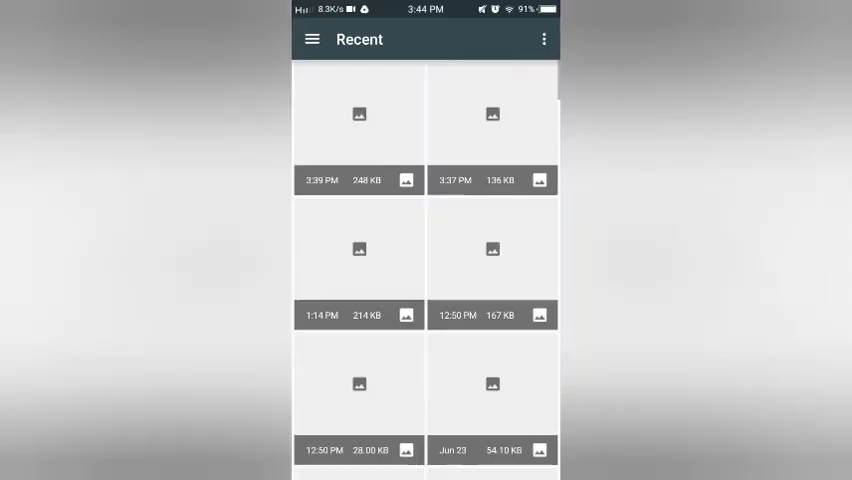 8.3K/s 3:44 PM 91%
Recent
3:39 PM 248 KB 3:37 PM 136 KB
1:14 PM 214 KB 12:50 PM 167 KB
12:50 PM 28.00 KB Jun 23 54.10 KB